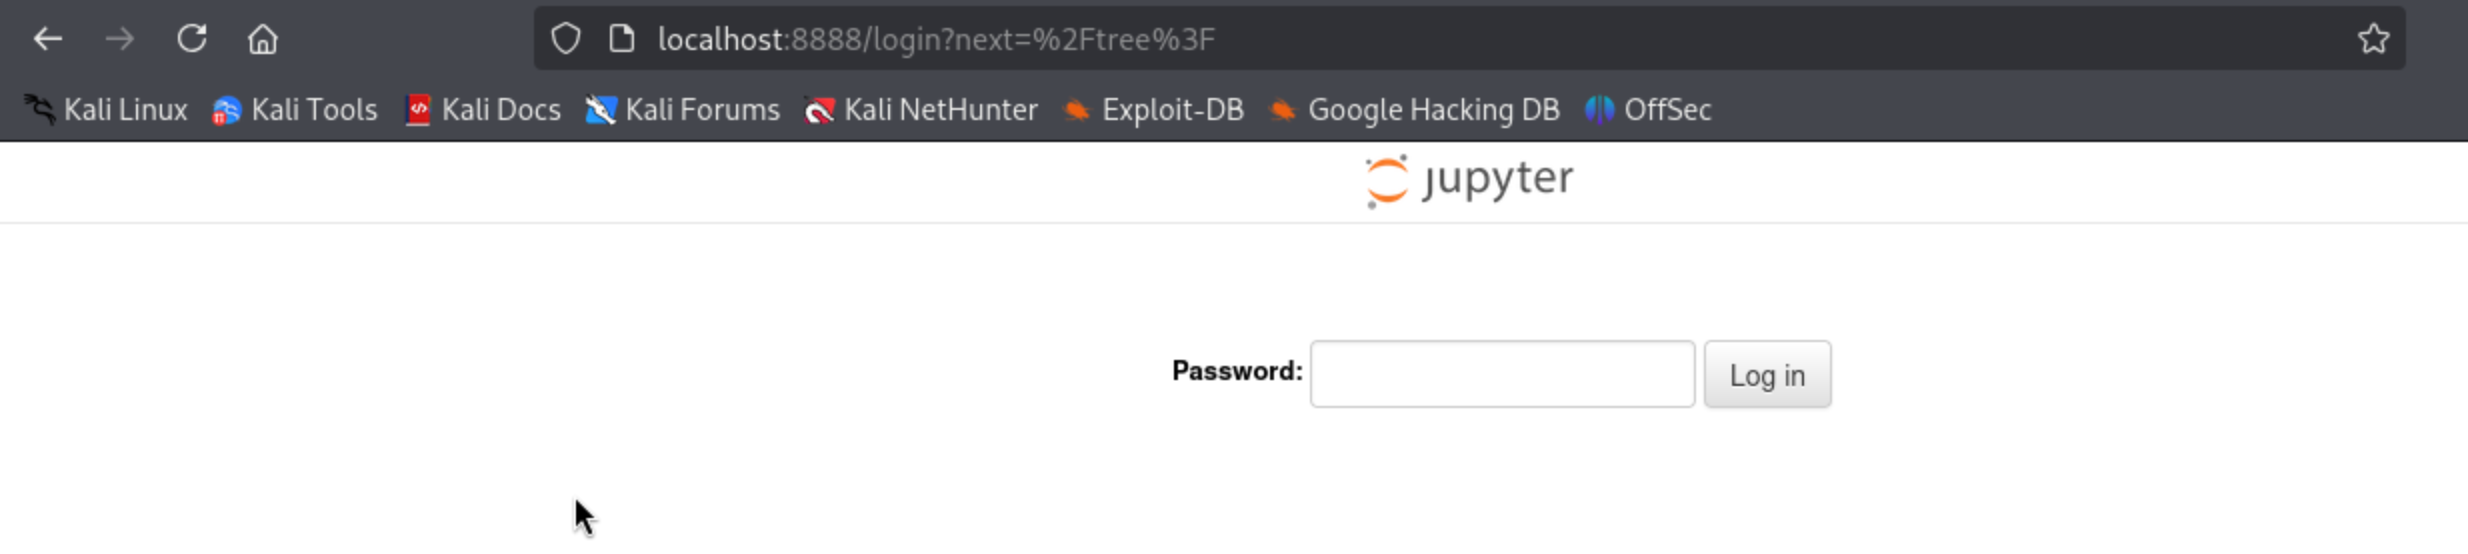 localhost:8888/login?next=%2Ftree%3F
Kali Linux Kali Tools Kali Docs Kali Forums Kali NetHunter Exploit-DB Google Hacking DB OffSec
jupyter
Password: Log in